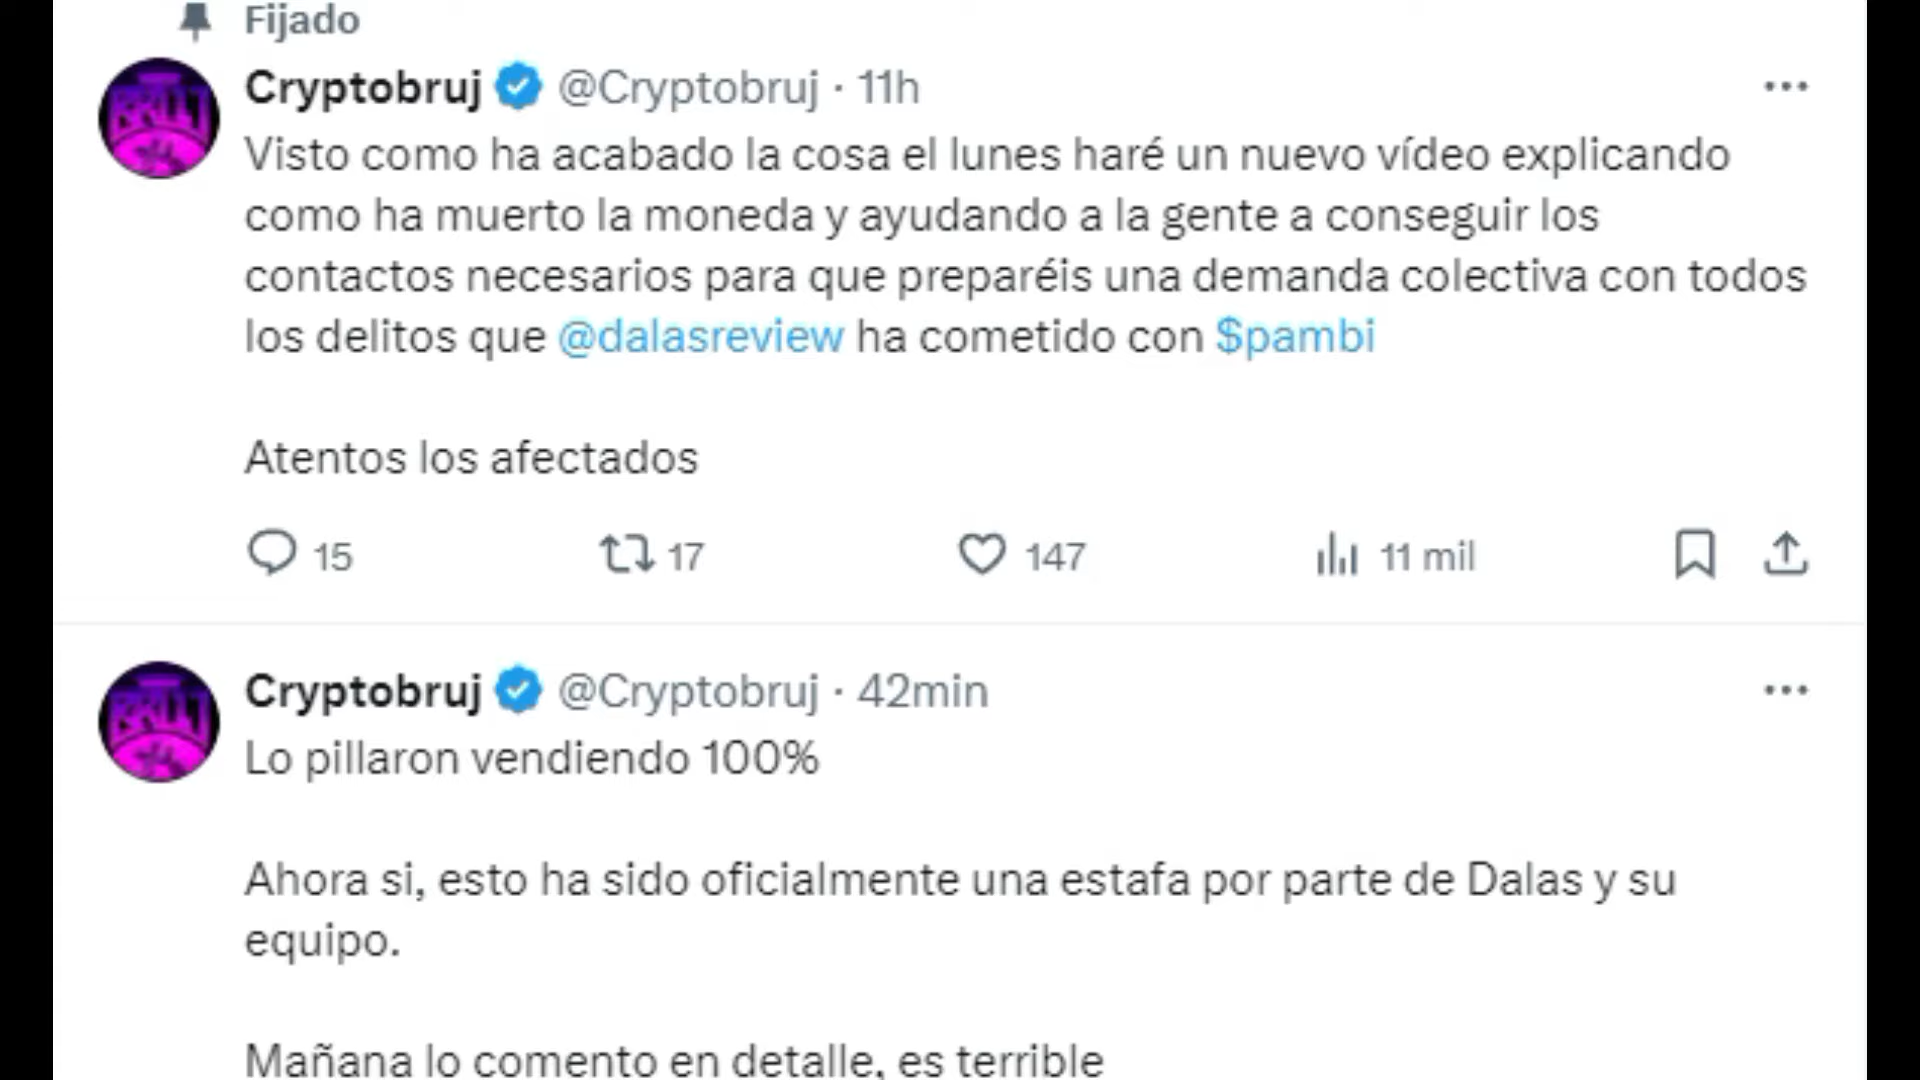 Fijado
Cryptobruj @Cryptobruj · 11h
Visto como ha acabado la cosa el lunes haré un nuevo vídeo explicando
como ha muerto la moneda y ayudando a la gente a conseguir los
contactos necesarios para que preparéis una demanda colectiva con todos
los delitos que @dalasreview ha cometido con $pambi
Atentos los afectados
15 17 147 11 mil
Cryptobruj @Cryptobruj · 42min
Lo pillaron vendiendo 100%
Ahora si, esto ha sido oficialmente una estafa por parte de Dalas y su
equipo.
Mañana lo comento en detalle, es terrible